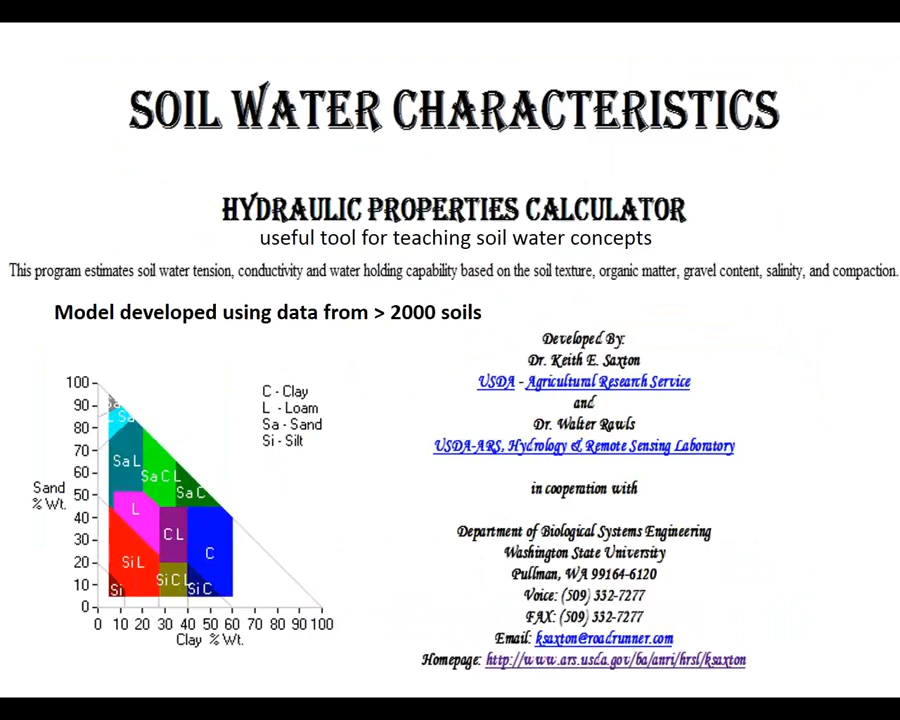 SOIL WATER CHARACTERISTICS
HYDRAULIC PROPERTIES CALCULATOR
useful tool for teaching soil water concepts
This program estimates soil water tension, conductivity and water holding capability based on the soil texture, organic matter, gravel content, salinity, and compaction.
Model developed using data from > 2000 soils
Developed By:
Dr. Keith E. Saxton
USDA - Agricultural Research Service
and
Dr. Walter Rawls
USDA-ARS, Hydrology & Remote Sensing Laboratory
in cooperation with
Department of Biological Systems Engineering
Washington State University
Pullman, WA 99164-6120
Voice: (509) 332-7277
FAX: (509) 332-7277
Email: ksaxton@roadrunner.com
Homepage: http://www.ars.usda.gov/ba/anri/hrsl/ksaxton
C - Clay
L - Loam
Sa - Sand
Si - Silt
Sand
% Wt.
100
90
80
70
60
50
40
30
20
10
0
Sa
L Sa
Sa L
Sa C L
Sa C
L
C L
C
Si L
Si C L
Si C
Si
0 10 20 30 40 50 60 70 80 90 100
Clay % Wt.